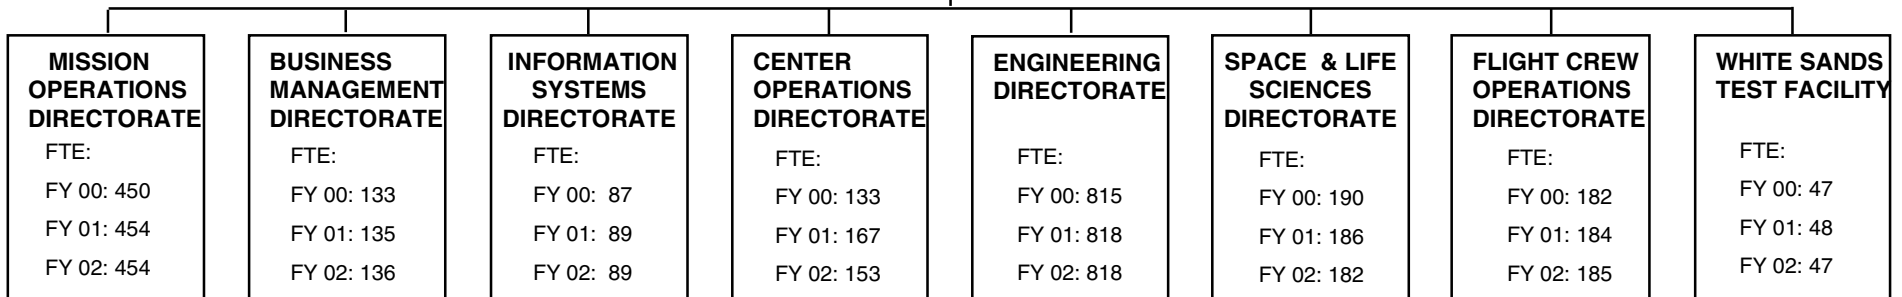 MISSION
OPERATIONS
DIRECTORATE
FTE:
FY 00: 450
FY 01: 454
FY 02: 454
BUSINESS
MANAGEMENT
DIRECTORATE
FTE:
FY 00: 133
FY 01: 135
FY 02: 136
INFORMATION
SYSTEMS
DIRECTORATE
FTE:
FY 00: 87
FY 01: 89
FY 02: 89
CENTER
OPERATIONS
DIRECTORATE
FTE:
FY 00: 133
FY 01: 167
FY 02: 153
ENGINEERING
DIRECTORATE
FTE:
FY 00: 815
FY 01: 818
FY 02: 818
SPACE & LIFE
SCIENCES
DIRECTORATE
FTE:
FY 00: 190
FY 01: 186
FY 02: 182
FLIGHT CREW
OPERATIONS
DIRECTORATE
FTE:
FY 00: 182
FY 01: 184
FY 02: 185
WHITE SANDS
TEST FACILITY
FTE:
FY 00: 47
FY 01: 48
FY 02: 47